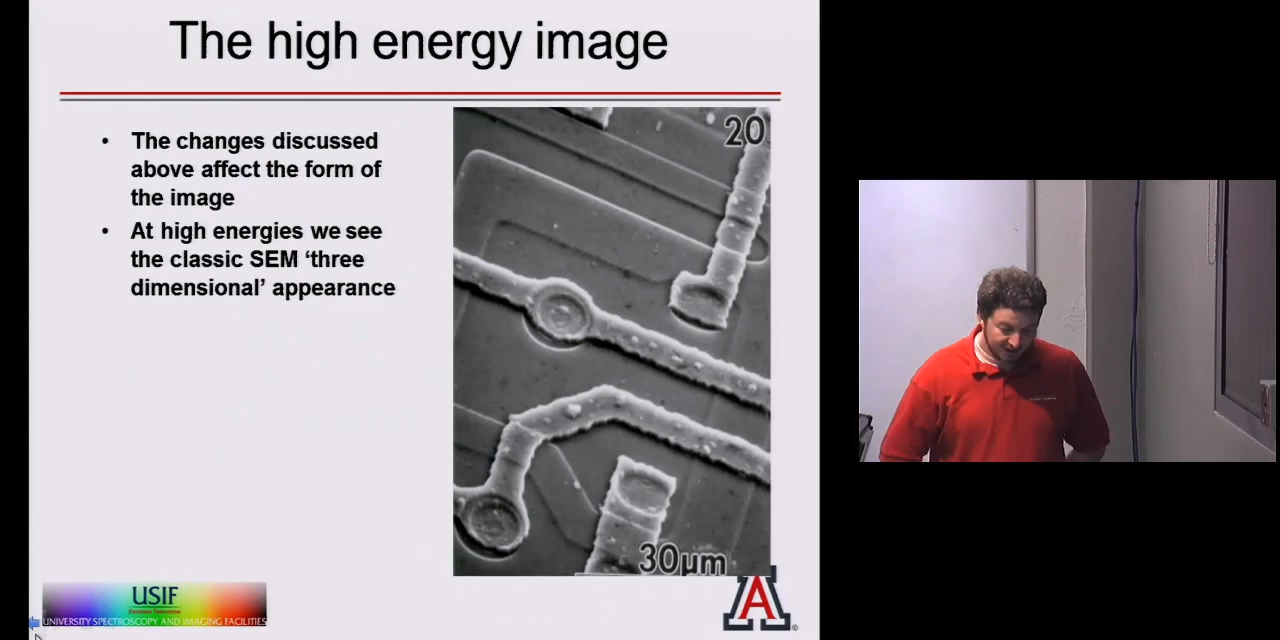 The high energy image
• The changes discussed
above affect the form of
the image
• At high energies we see
the classic SEM ‘three
dimensional’ appearance
20
30μm
USIF
UNIVERSITY SPECTROSCOPY AND IMAGING FACILITIES
A